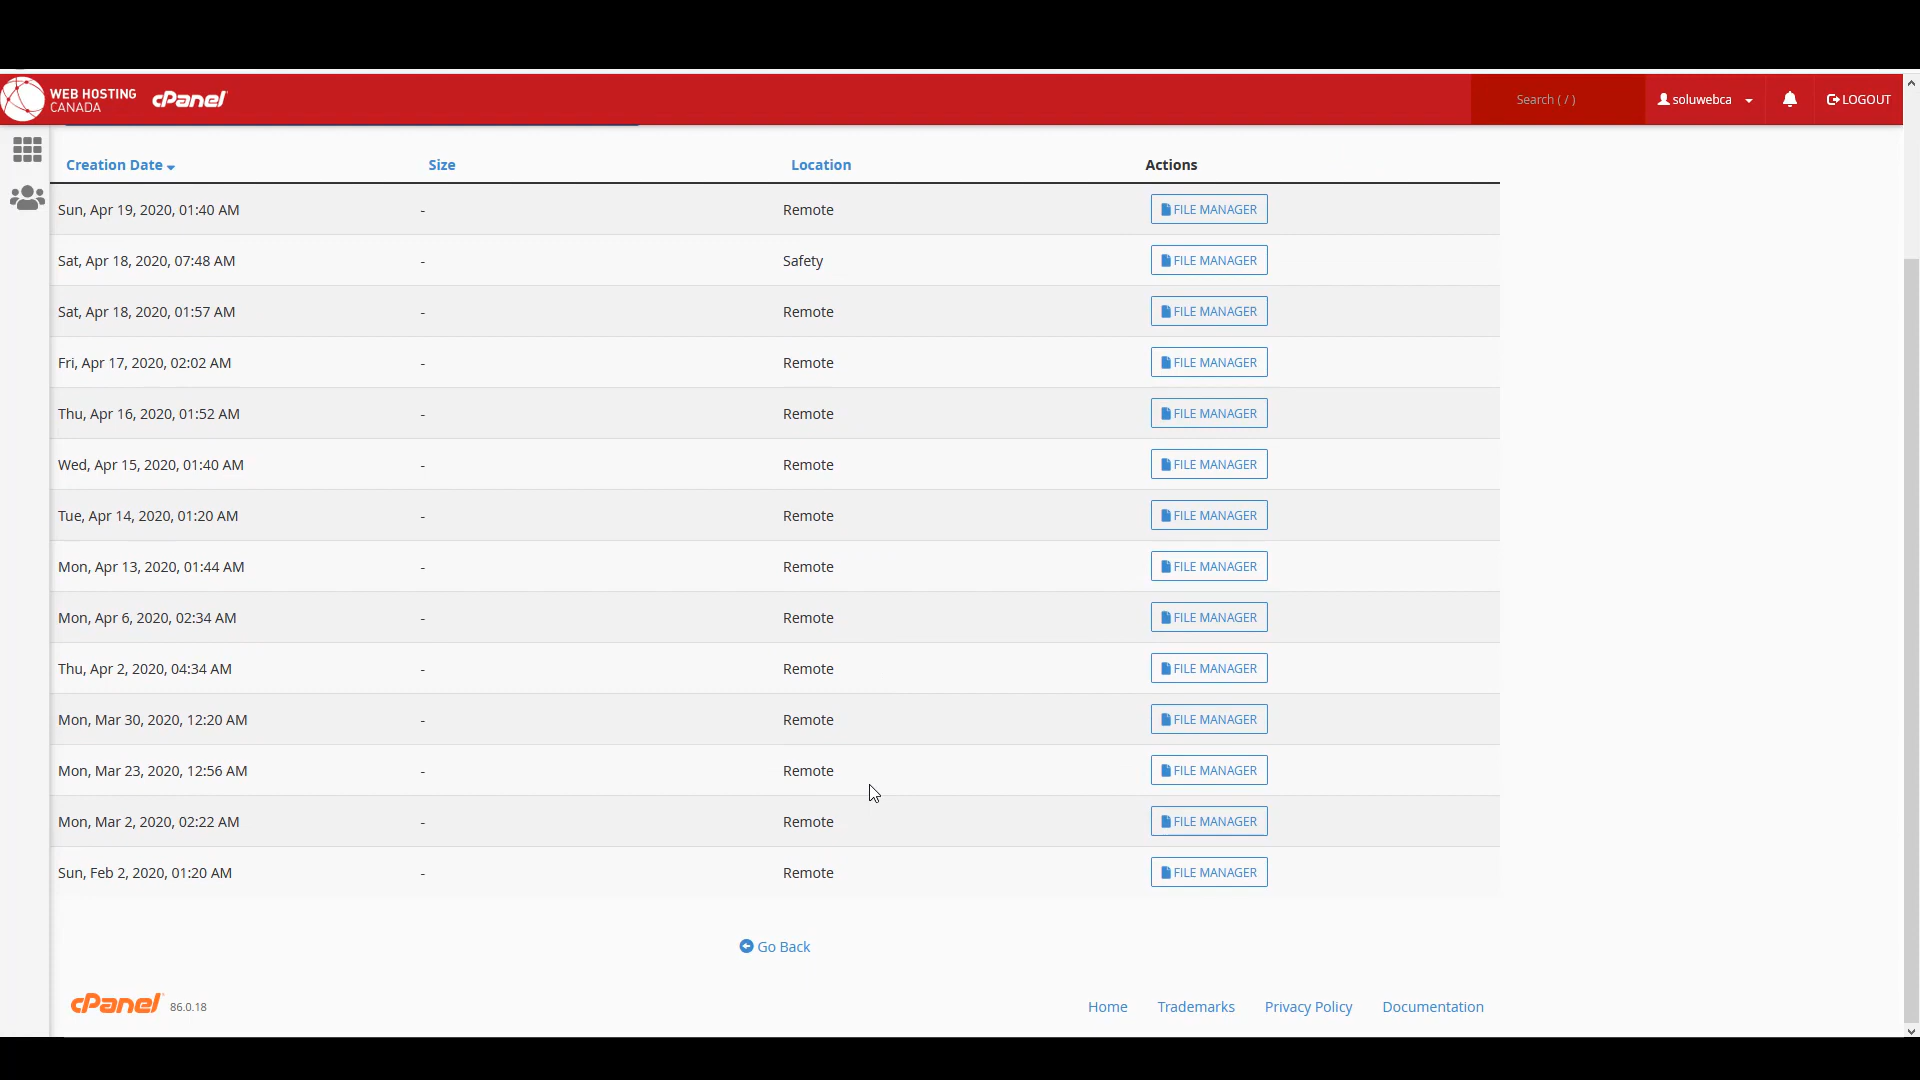 WEB HOSTING
CANADA
cPanel
Search ( / )
soluwebca
LOGOUT
Creation Date Size Location Actions
Sun, Apr 19, 2020, 01:40 AM - Remote FILE MANAGER
Sat, Apr 18, 2020, 07:48 AM - Safety FILE MANAGER
Sat, Apr 18, 2020, 01:57 AM - Remote FILE MANAGER
Fri, Apr 17, 2020, 02:02 AM - Remote FILE MANAGER
Thu, Apr 16, 2020, 01:52 AM - Remote FILE MANAGER
Wed, Apr 15, 2020, 01:40 AM - Remote FILE MANAGER
Tue, Apr 14, 2020, 01:20 AM - Remote FILE MANAGER
Mon, Apr 13, 2020, 01:44 AM - Remote FILE MANAGER
Mon, Apr 6, 2020, 02:34 AM - Remote FILE MANAGER
Thu, Apr 2, 2020, 04:34 AM - Remote FILE MANAGER
Mon, Mar 30, 2020, 12:20 AM - Remote FILE MANAGER
Mon, Mar 23, 2020, 12:56 AM - Remote FILE MANAGER
Mon, Mar 2, 2020, 02:22 AM - Remote FILE MANAGER
Sun, Feb 2, 2020, 01:20 AM - Remote FILE MANAGER
Go Back
cPanel 86.0.18 Home Trademarks Privacy Policy Documentation